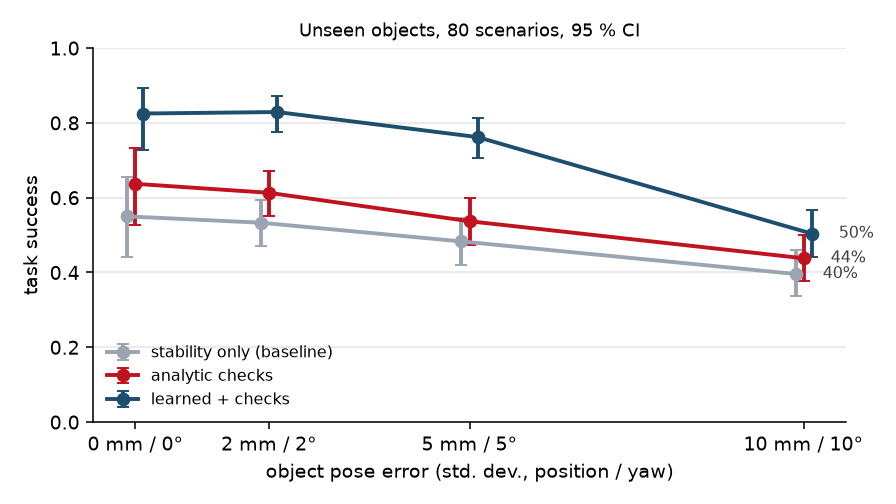 Unseen objects, 80 scenarios, 95 % CI
task success
1.0
0.8
0.6
0.4
0.2
0.0
50%
44%
40%
stability only (baseline)
analytic checks
learned + checks
0 mm / 0° 2 mm / 2° 5 mm / 5° 10 mm / 10°
object pose error (std. dev., position / yaw)